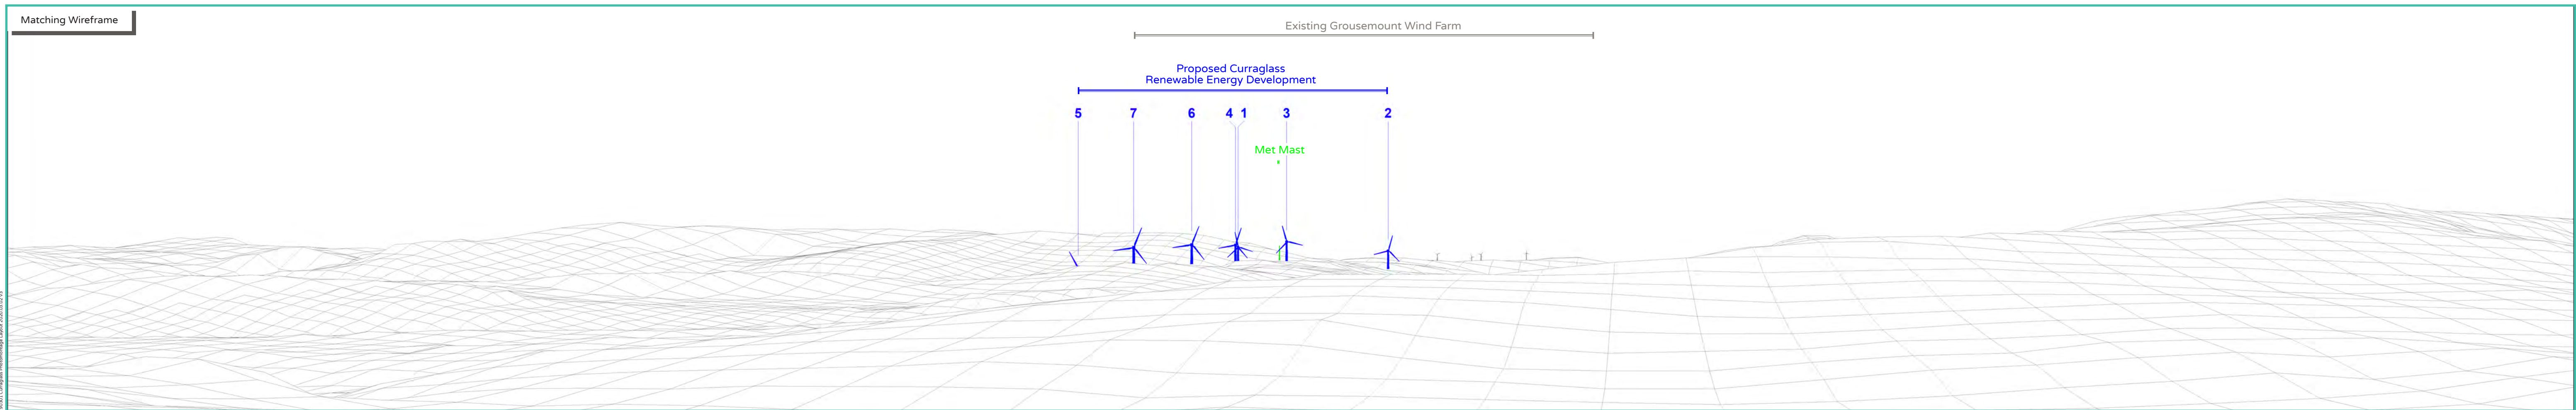 Matching Wireframe
Existing Grousemount Wind Farm
Proposed Curraglass
Renewable Energy Development
5 7 6 4 1 3 2
Met Mast